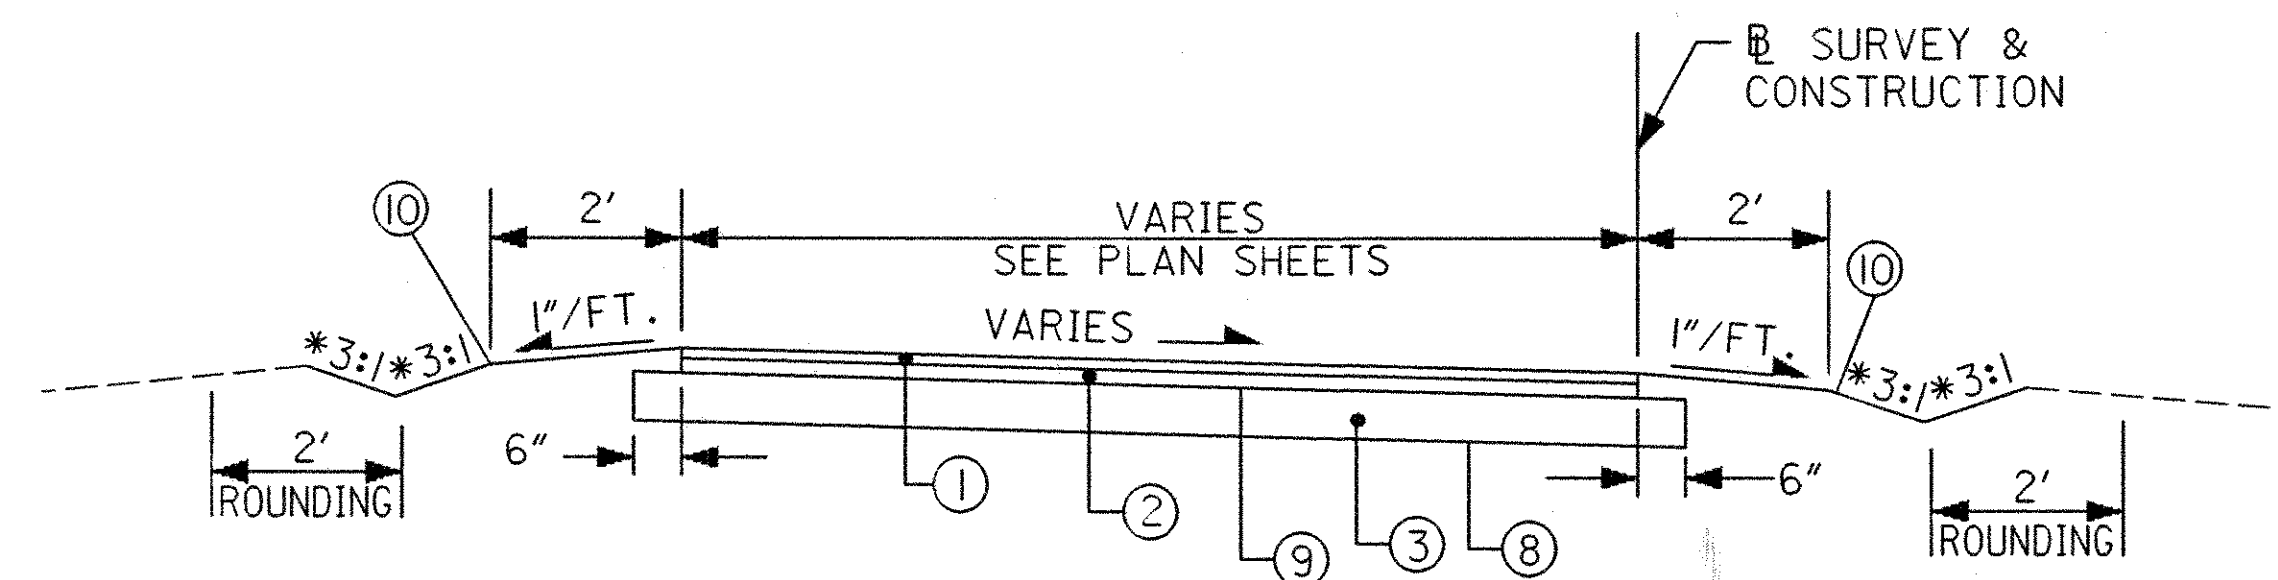 ℄ SURVEY &
CONSTRUCTION
10
2'
VARIES
SEE PLAN SHEETS
2'
10
1"/FT.
VARIES
1"/FT.
*3:1
*3:1
*3:1
*3:1
2'
ROUNDING
6"
6"
2'
ROUNDING
1
2
9
3
8